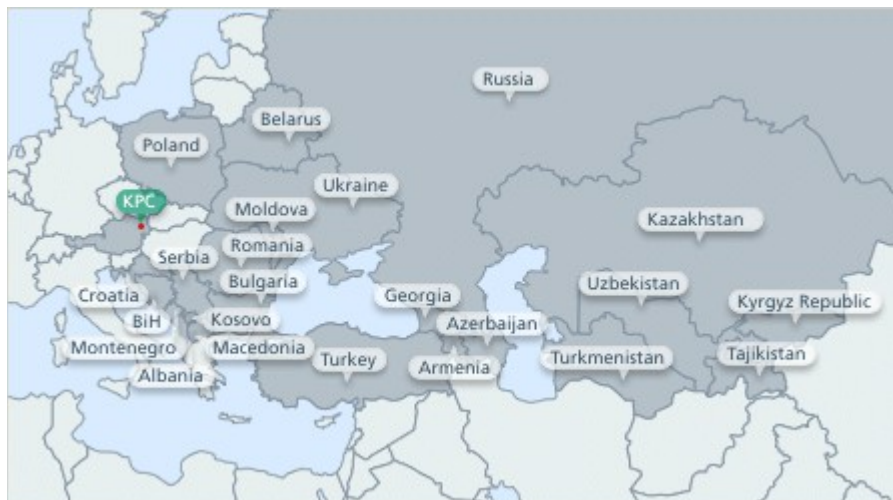 Russia
Belarus
Poland
Ukraine
KPC
Moldova
Kazakhstan
Romania
Serbia
Bulgaria
Uzbekistan
Croatia
Georgia
Kyrgyz Republic
BiH
Kosovo
Azerbaijan
Montenegro
Macedonia
Turkey
Turkmenistan
Tajikistan
Armenia
Albania